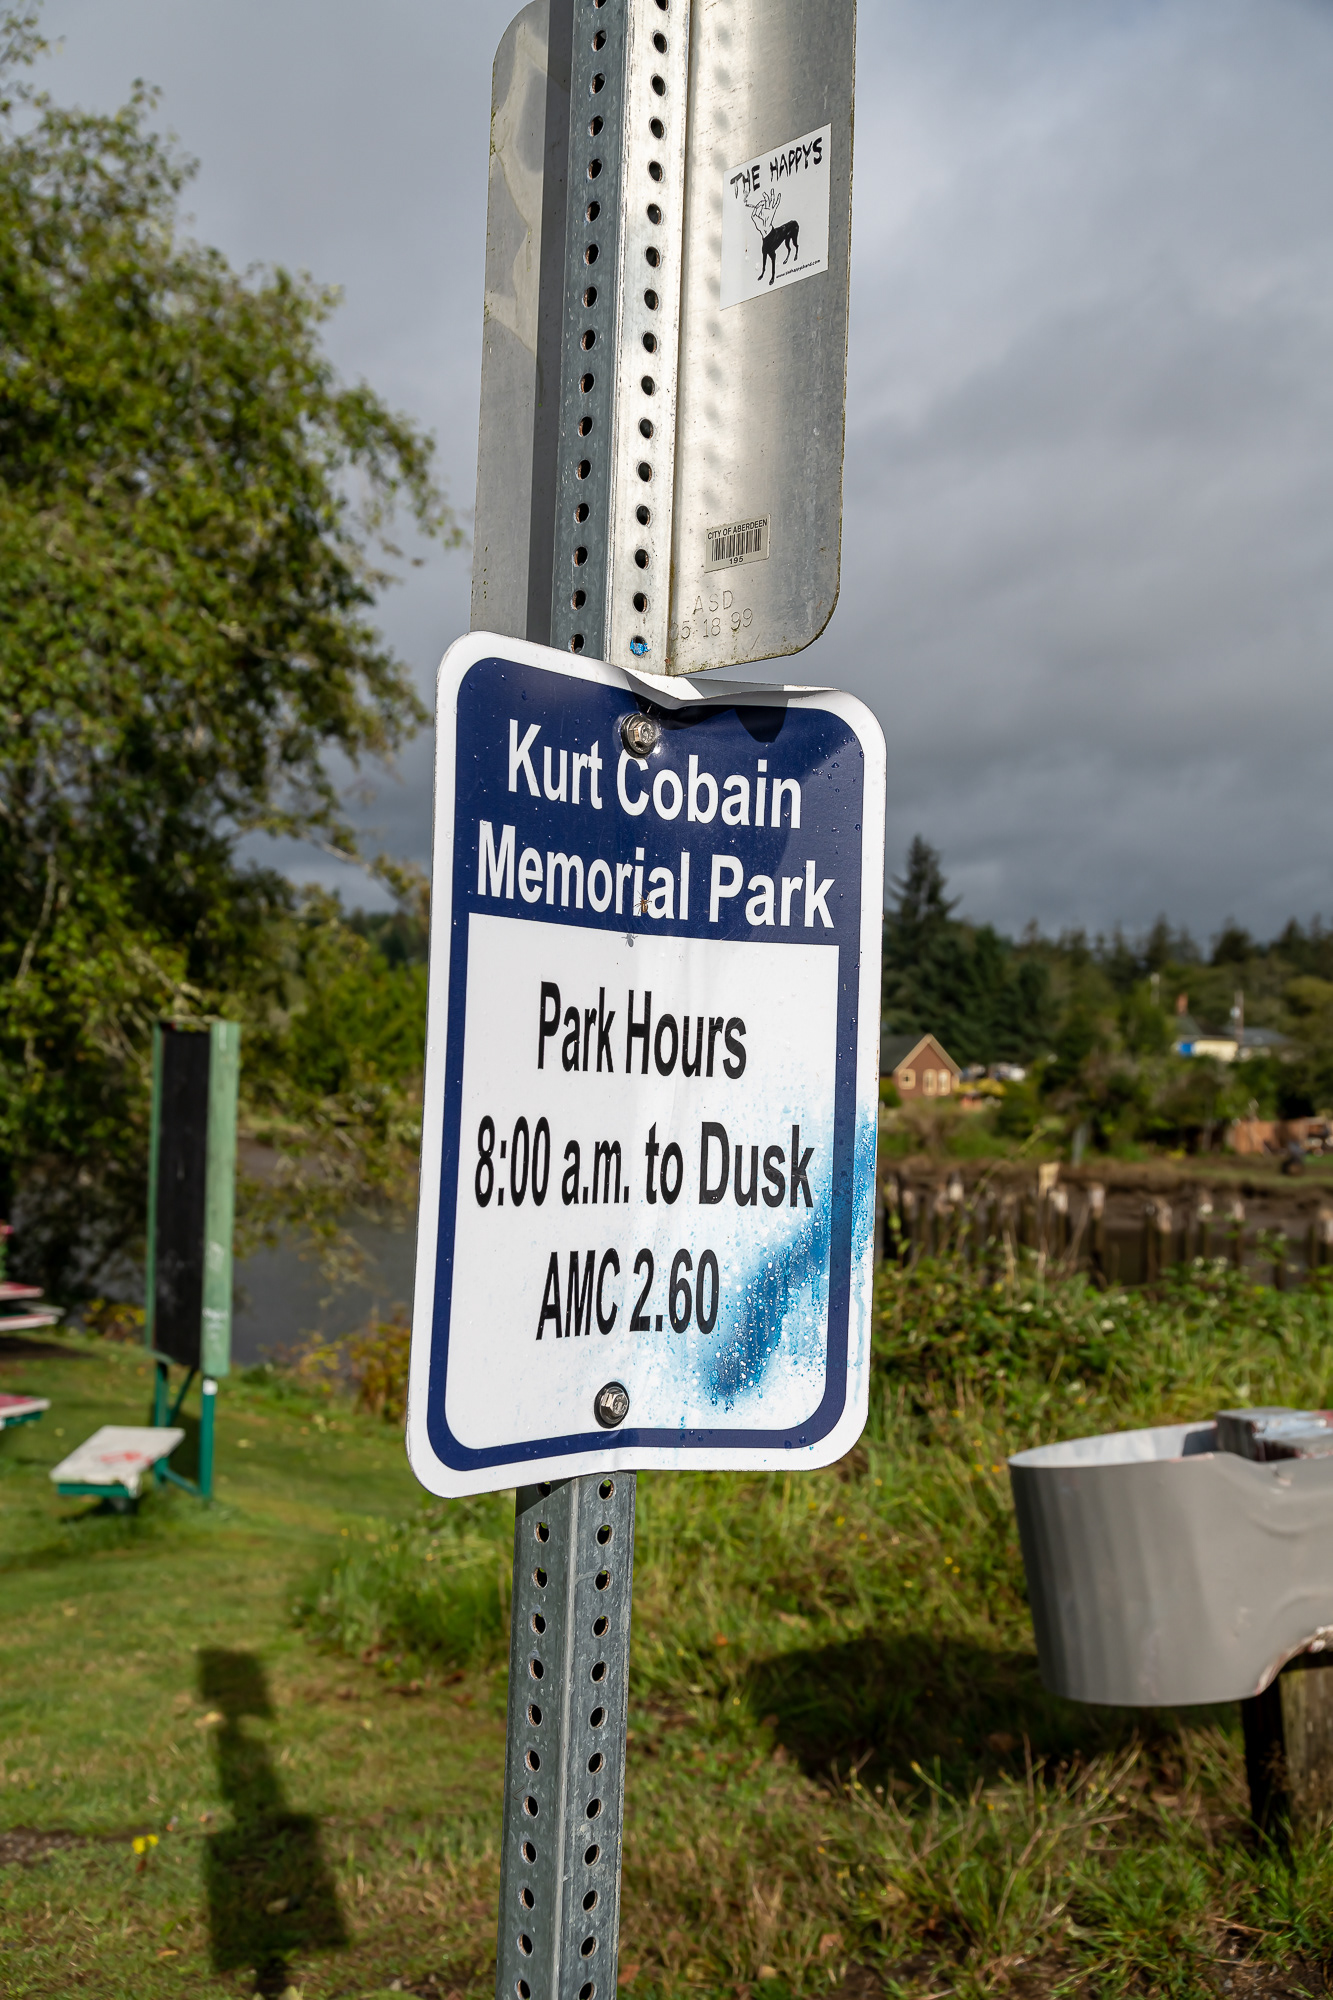 THE HAPPYS
CITY OF ABERDEEN
195
ASD
5-18 99
Kurt Cobain
Memorial Park
Park Hours
8:00 a.m. to Dusk
AMC 2.60